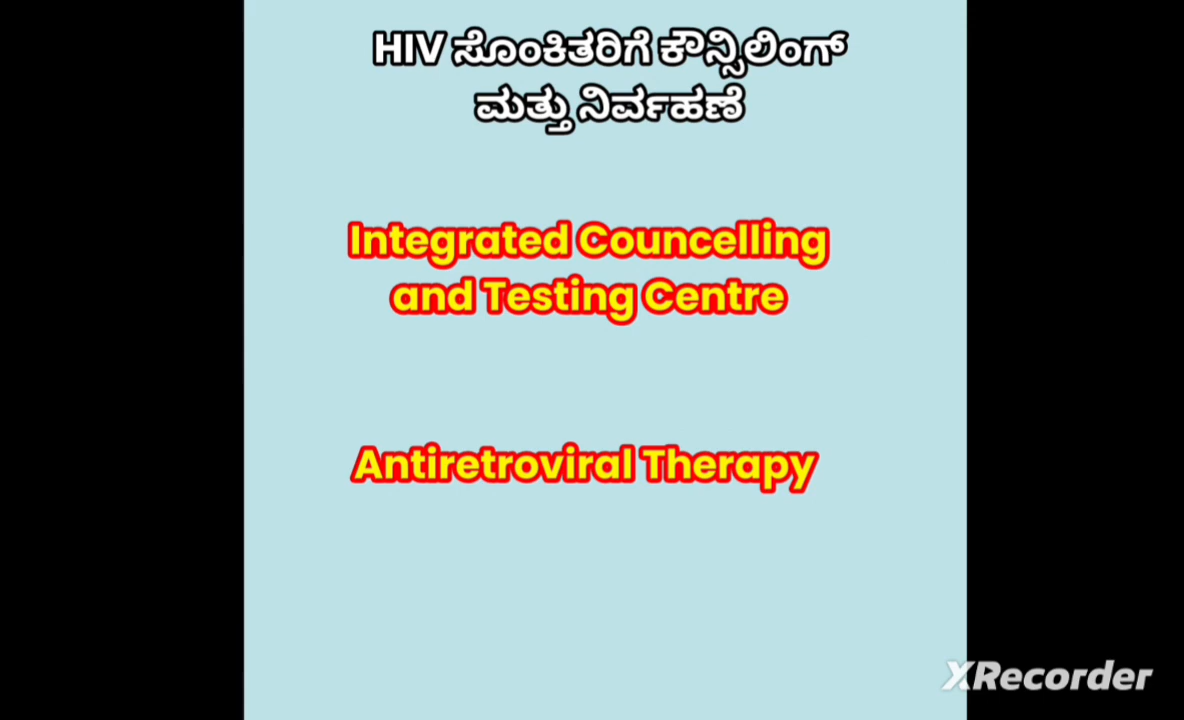 HIV ಸೋಂಕಿತರಿಗೆ ಕೌನ್ಸಿಲಿಂಗ್
ಮತ್ತು ನಿರ್ವಹಣೆ
Integrated Councelling
and Testing Centre
Antiretroviral Therapy
XRecorder